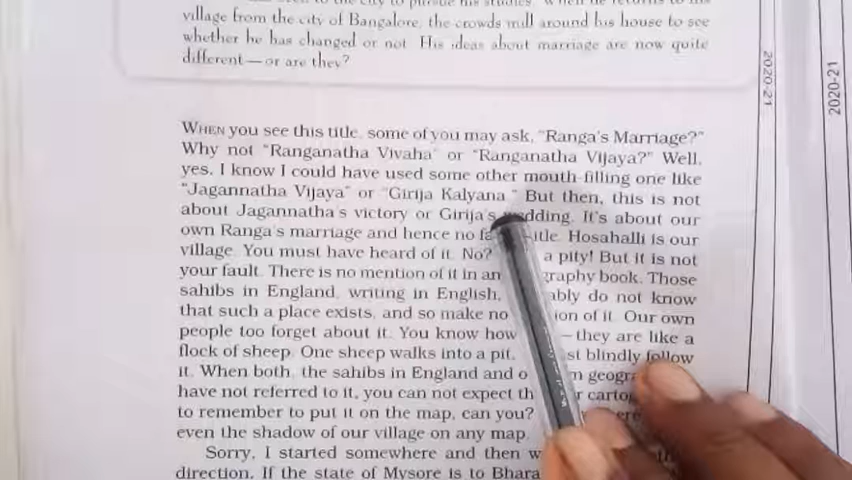 village from the city of Bangalore, the crowds mill around his house to see
whether he has changed or not. His ideas about marriage are now quite
different—or are they?
2020-21
2020-21
WHEN you see this title, some of you may ask, "Ranga's Marriage?"
Why not "Ranganatha Vivaha" or "Ranganatha Vijaya?" Well,
yes. I know I could have used some other mouth-filling one like
"Jagannatha Vijaya" or "Girija Kalyana." But then, this is not
about Jagannatha's victory or Girija's wedding. It's about our
own Ranga's marriage and hence no title. Hosahalli is our
village. You must have heard of it. No? a pity! But it is not
your fault. There is no mention of it in an graphy book. Those
sahibs in England, writing in English, ably do not know
that such a place exists, and so make no ion of it. Our own
people too forget about it. You know how —they are like a
flock of sheep. One sheep walks into a pit, st blindly follow
it. When both, the sahibs in England and o n geogra
have not referred to it, you can not expect th r cartog
to remember to put it on the map, can you? ere
even the shadow of our village on any map.
Sorry, I started somewhere and then w
direction. If the state of Mysore is to Bhara